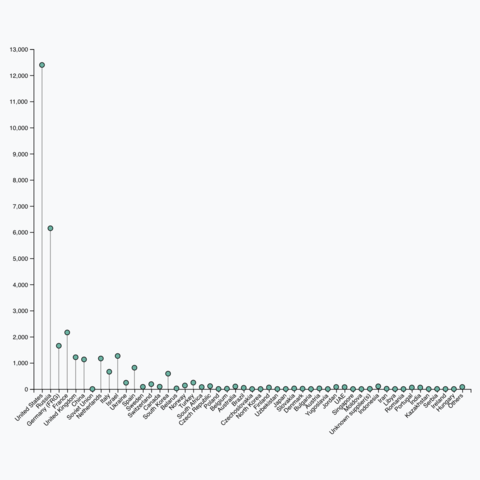 13,000
12,000
11,000
10,000
9,000
8,000
7,000
6,000
5,000
4,000
3,000
2,000
1,000
0
United States
Russia
Germany (FRG)
France
United Kingdom
China
Soviet Union
Netherlands
Italy
Israel
Ukraine
Spain
Sweden
Switzerland
Canada
South Korea
Belarus
Norway
Turkey
South Africa
Czech Republic
Poland
Belgium
Australia
Brazil
Czechoslovakia
North Korea
Finland
Uzbekistan
Japan
Slovakia
Denmark
Bulgaria
Austria
Yugoslavia
Jordan
UAE
Singapore
Moldova
Unknown supplier(s)
Indonesia
Iran
Libya
Romania
Portugal
India
Kazakhstan
Serbia
Ireland
Hungary
Others